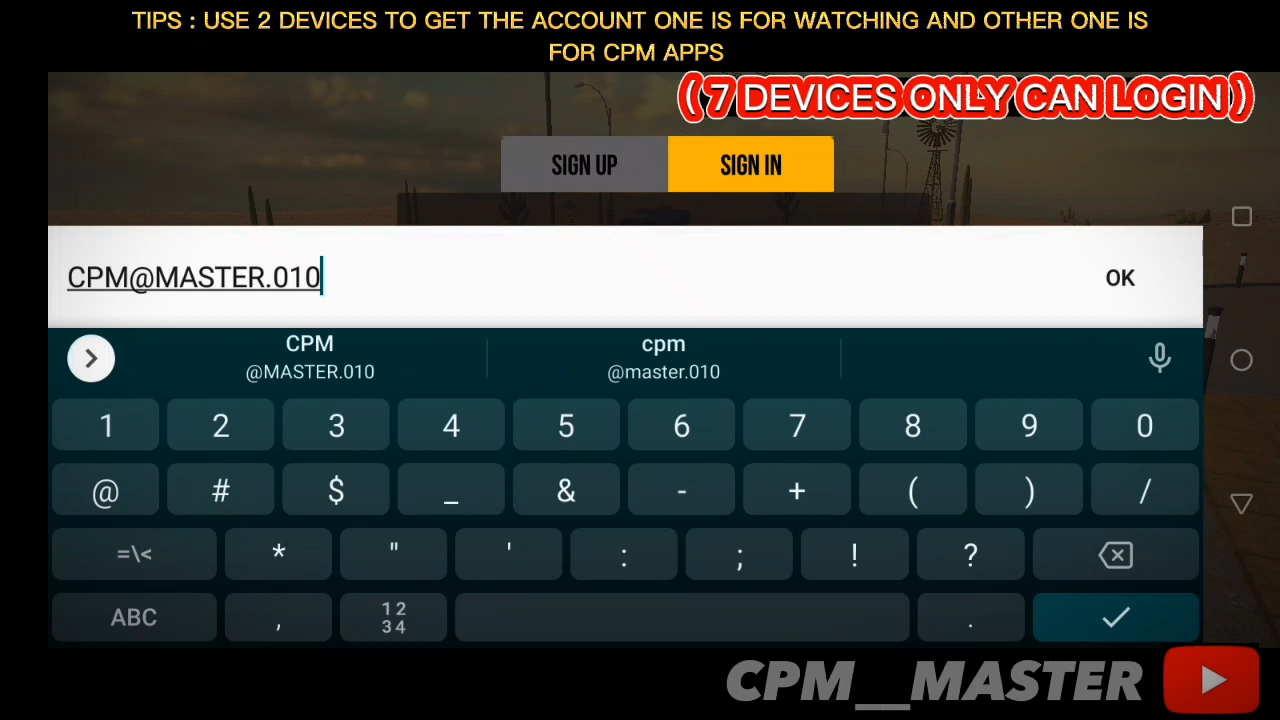 TIPS : USE 2 DEVICES TO GET THE ACCOUNT ONE IS FOR WATCHING AND OTHER ONE IS
FOR CPM APPS
((7 DEVICES ONLY CAN LOGIN))
SIGN UP SIGN IN
CPM@MASTER.010 OK
CPM cpm
@MASTER.010 @master.010
1 2 3 4 5 6 7 8 9 0
@ # $ _ & - + ( ) /
=\< * " ' : ; ! ?
ABC , 12 .
34
CPM__MASTER